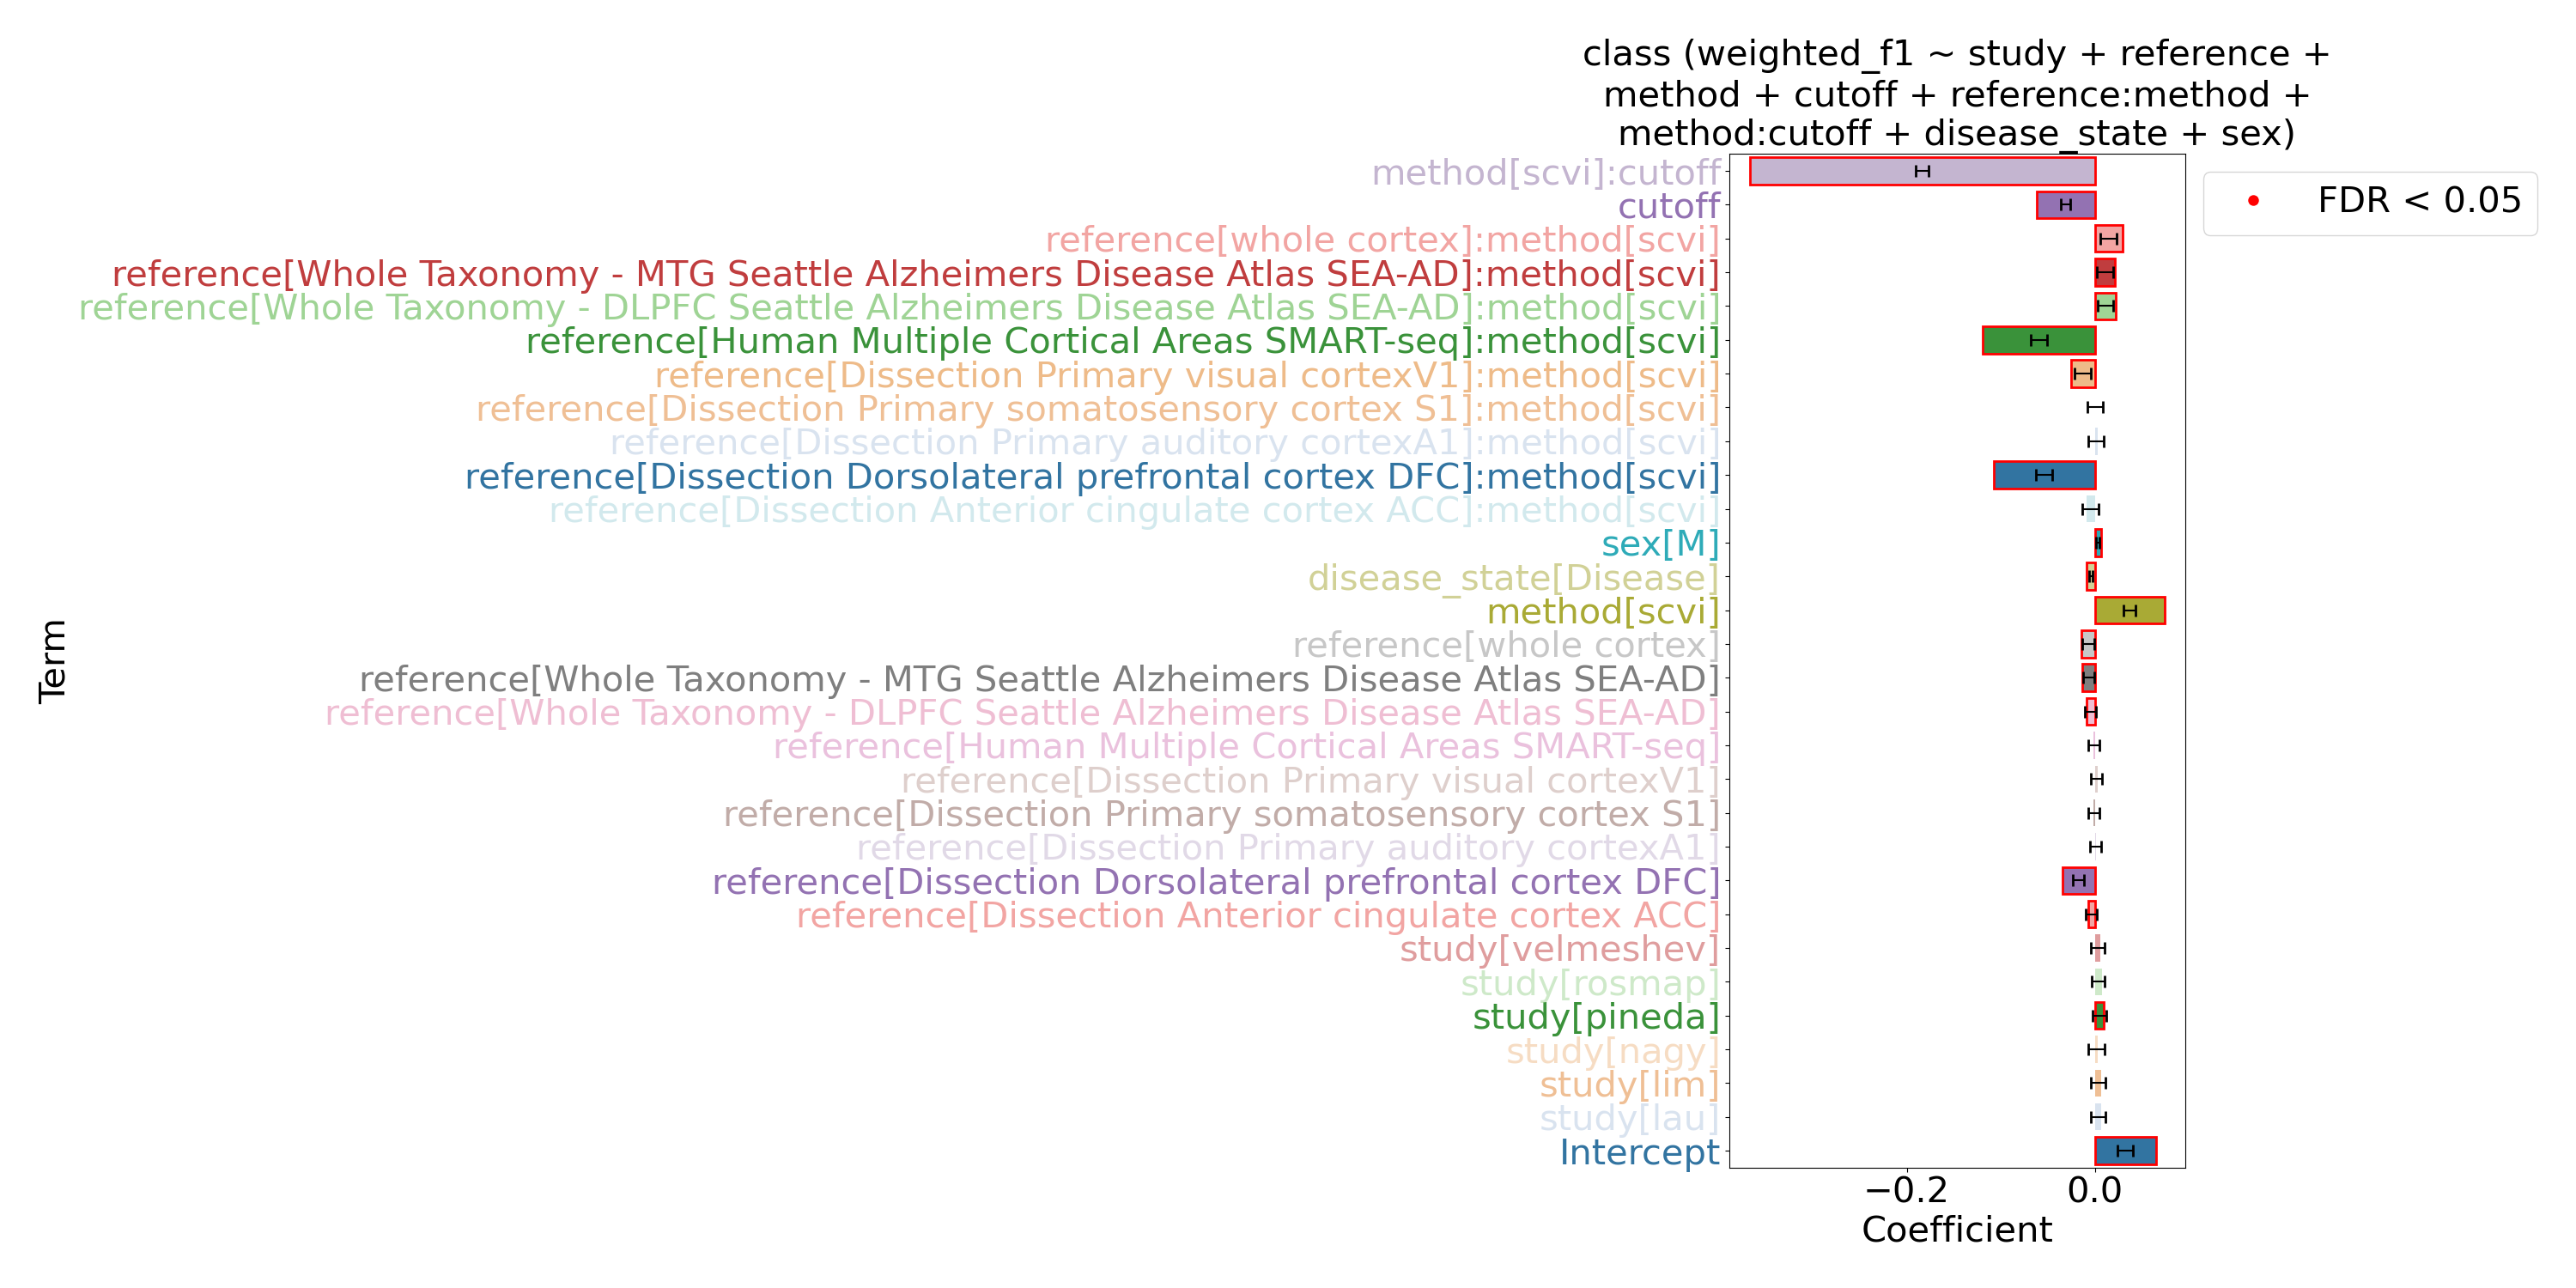 class (weighted_f1 ~ study + reference +
method + cutoff + reference:method +
method:cutoff + disease_state + sex)
method[scvi]:cutoff
cutoff
reference[whole cortex]:method[scvi]
reference[Whole Taxonomy - MTG Seattle Alzheimers Disease Atlas SEA-AD]:method[scvi]
reference[Whole Taxonomy - DLPFC Seattle Alzheimers Disease Atlas SEA-AD]:method[scvi]
reference[Human Multiple Cortical Areas SMART-seq]:method[scvi]
reference[Dissection Primary visual cortexV1]:method[scvi]
reference[Dissection Primary somatosensory cortex S1]:method[scvi]
reference[Dissection Primary auditory cortexA1]:method[scvi]
reference[Dissection Dorsolateral prefrontal cortex DFC]:method[scvi]
reference[Dissection Anterior cingulate cortex ACC]:method[scvi]
sex[M]
disease_state[Disease]
method[scvi]
reference[whole cortex]
reference[Whole Taxonomy - MTG Seattle Alzheimers Disease Atlas SEA-AD]
reference[Whole Taxonomy - DLPFC Seattle Alzheimers Disease Atlas SEA-AD]
reference[Human Multiple Cortical Areas SMART-seq]
reference[Dissection Primary visual cortexV1]
reference[Dissection Primary somatosensory cortex S1]
reference[Dissection Primary auditory cortexA1]
reference[Dissection Dorsolateral prefrontal cortex DFC]
reference[Dissection Anterior cingulate cortex ACC]
study[velmeshev]
study[rosmap]
study[pineda]
study[nagy]
study[lim]
study[lau]
Intercept
Term
−0.2
0.0
Coefficient
FDR < 0.05